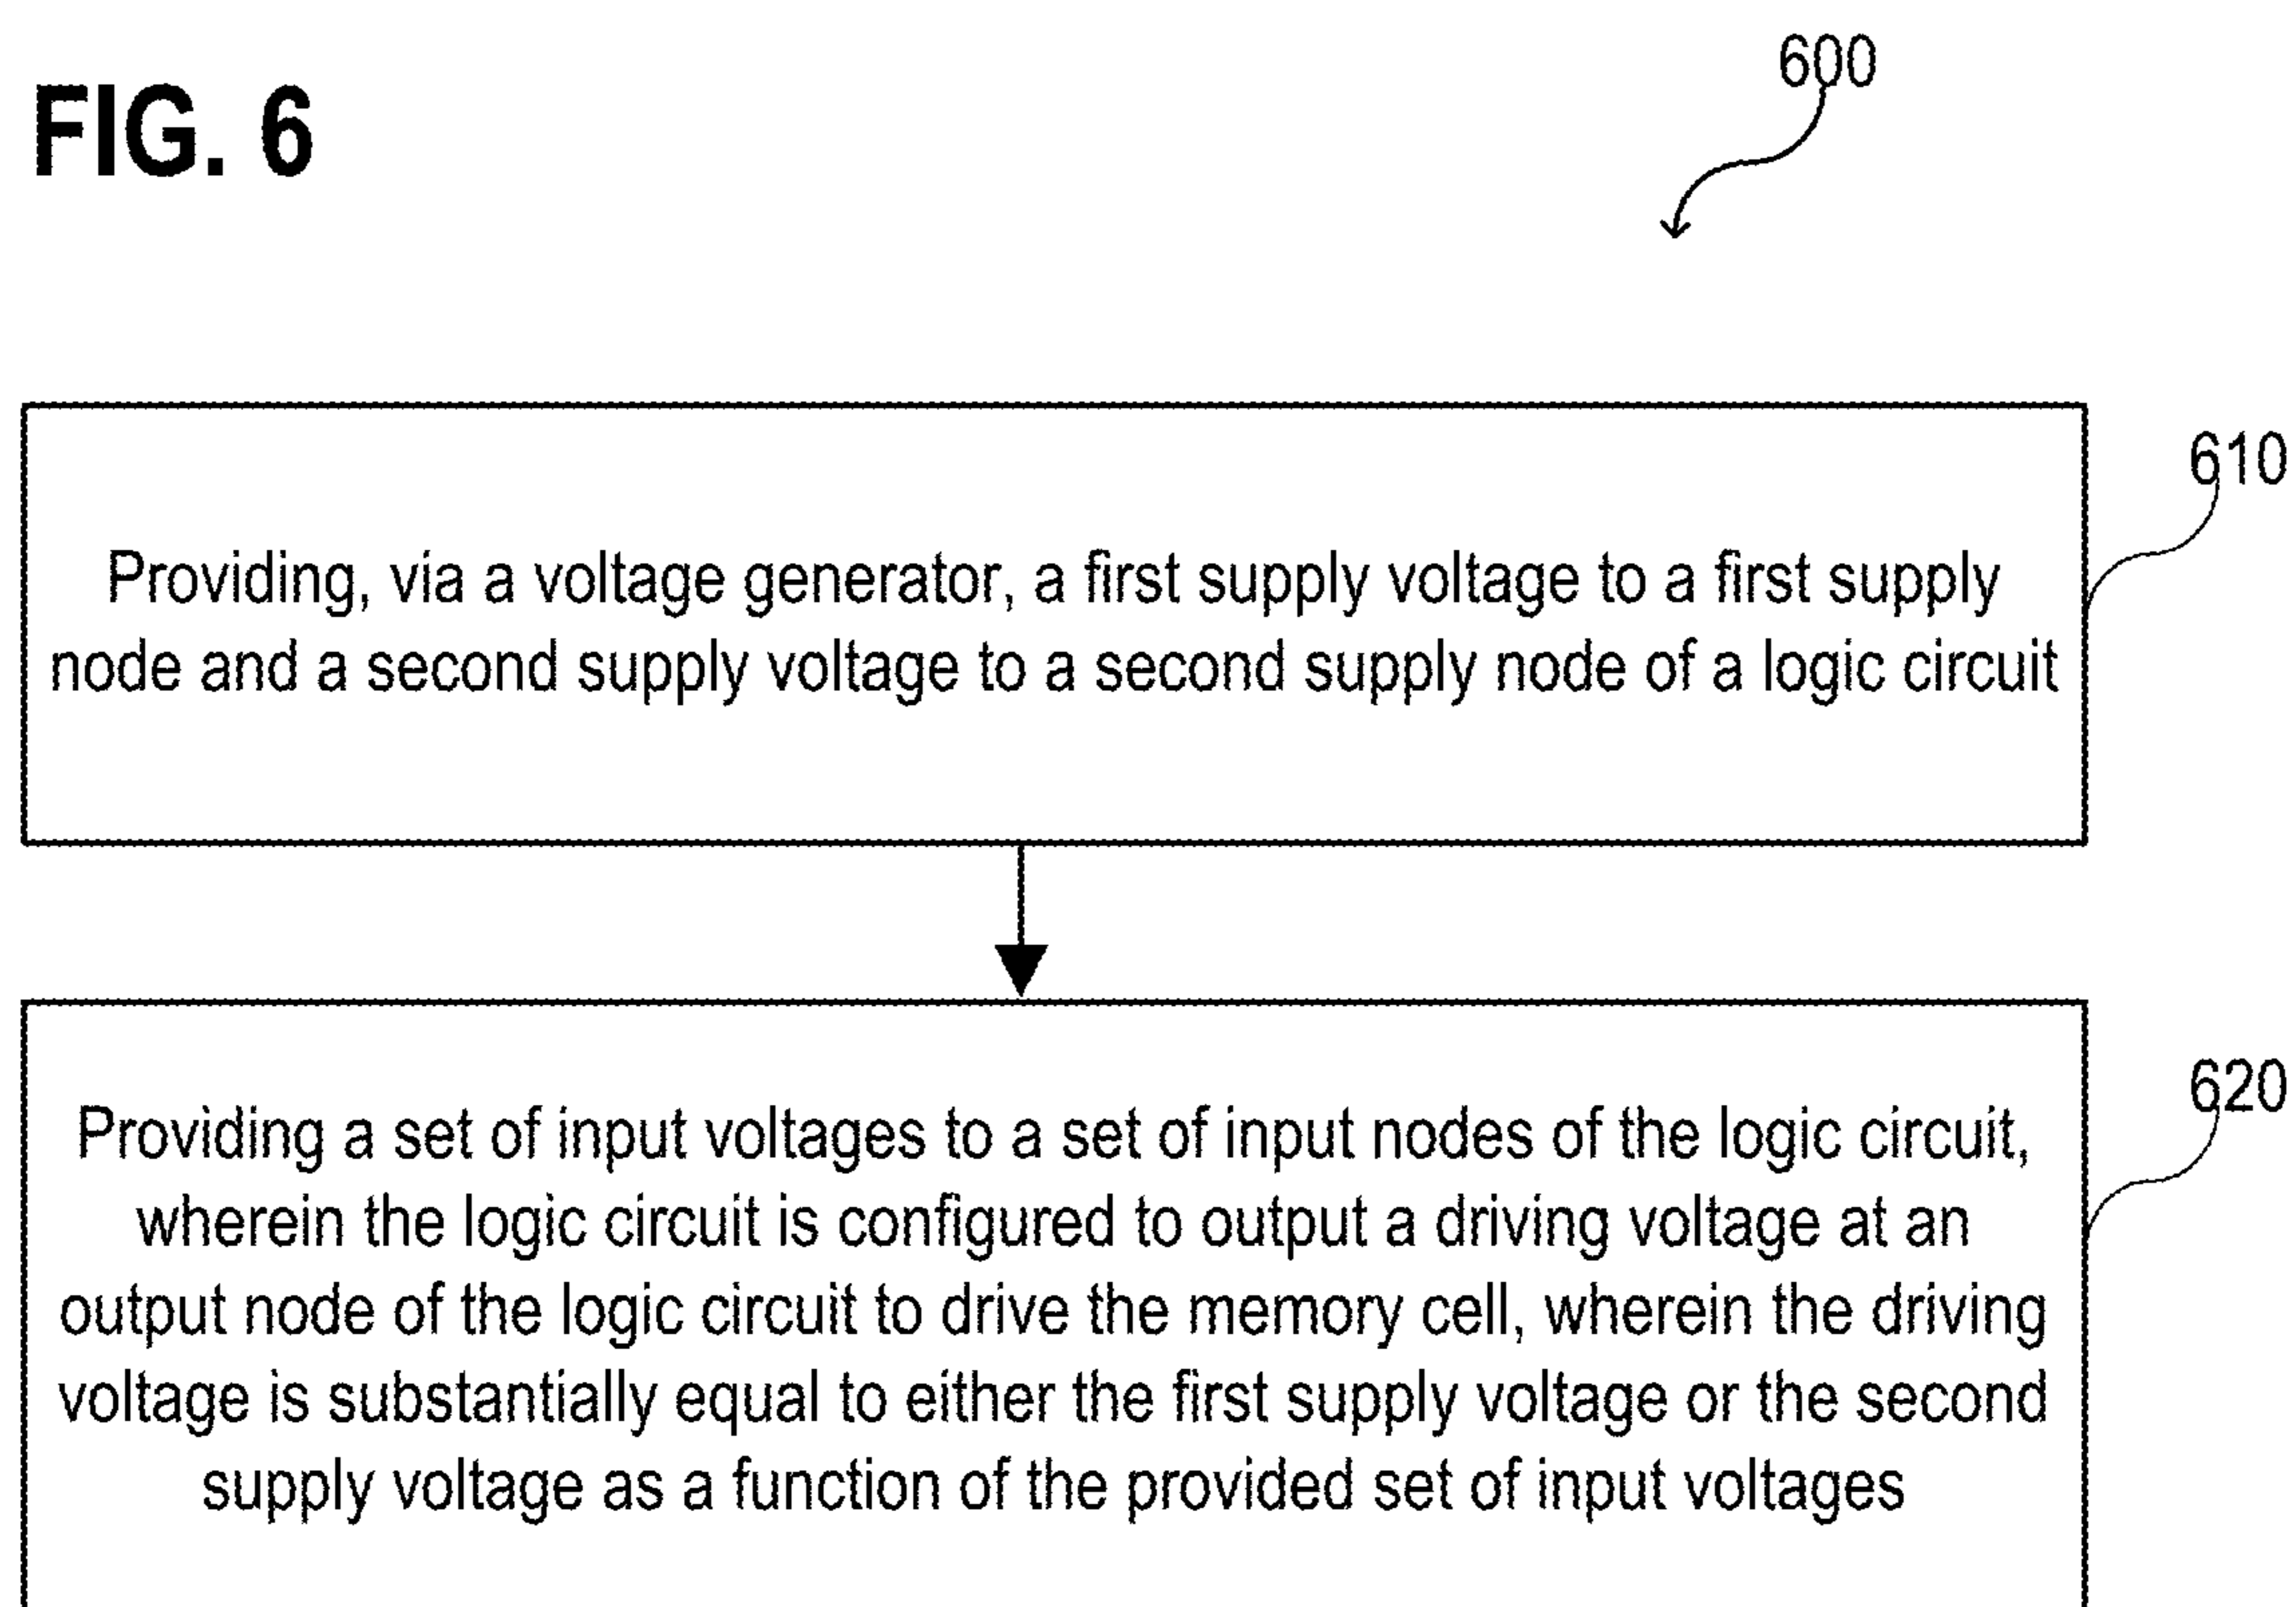 FIG. 6
600
610
Providing, via a voltage generator, a first supply voltage to a first supply
node and a second supply voltage to a second supply node of a logic circuit
620
Providing a set of input voltages to a set of input nodes of the logic circuit,
wherein the logic circuit is configured to output a driving voltage at an
output node of the logic circuit to drive the memory cell, wherein the driving
voltage is substantially equal to either the first supply voltage or the second
supply voltage as a function of the provided set of input voltages